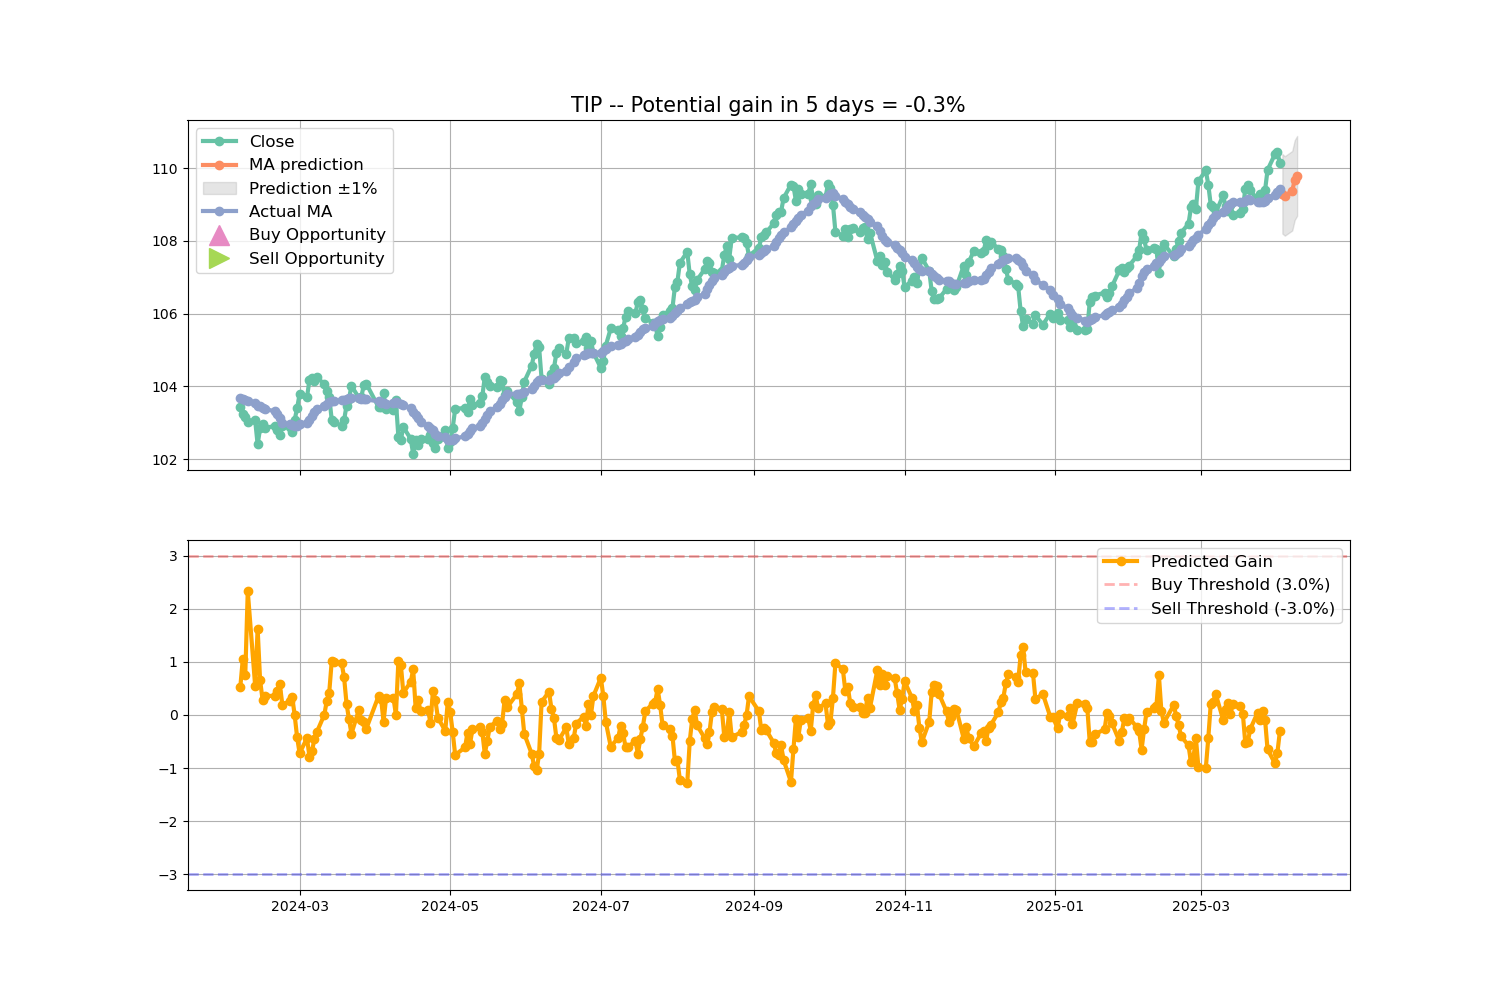 TIP -- Potential gain in 5 days = -0.3%
Close
MA prediction
Prediction ±1%
Actual MA
Buy Opportunity
Sell Opportunity
110
108
106
104
102
Predicted Gain
Buy Threshold (3.0%)
Sell Threshold (-3.0%)
3
2
1
0
−1
−2
−3
2024-03
2024-05
2024-07
2024-09
2024-11
2025-01
2025-03